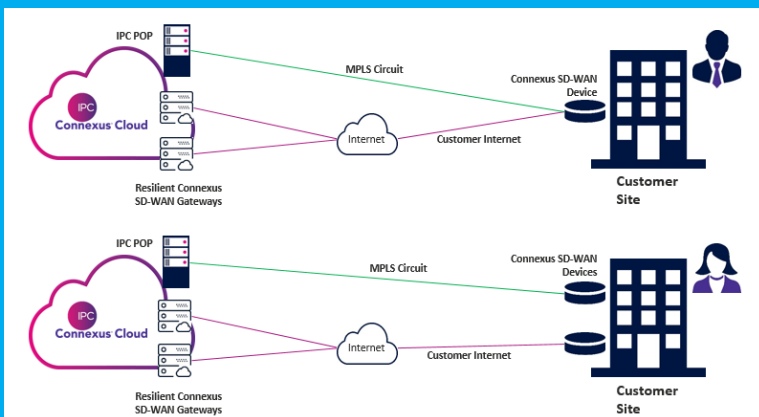 IPC POP
MPLS Circuit
Connexus SD-WAN
Device
IPC
Connexus Cloud
Internet
Customer Internet
Resilient Connexus
SD-WAN Gateways
Customer
Site
IPC POP
MPLS Circuit
Connexus SD-WAN
Devices
IPC
Connexus Cloud
Internet
Customer Internet
Resilient Connexus
SD-WAN Gateways
Customer
Site